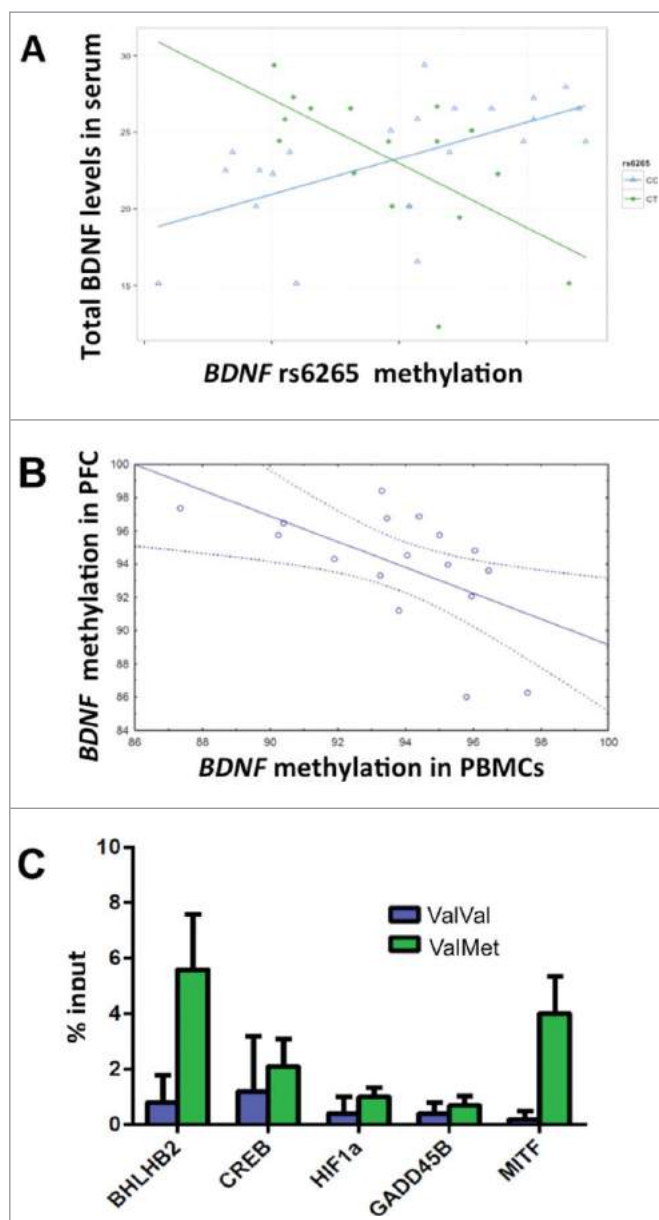 A
Total BDNF levels in serum
30
25
20
15
rs6265
CC
CT
BDNF rs6265 methylation
B
BDNF methylation in PFC
100
98
96
94
92
90
88
86
84
86 88 90 92 94 96 98 100
BDNF methylation in PBMCs
C
% input
10
8
6
4
2
0
ValVal
ValMet
BHLHB2 CREB HIF1a GADD45B MITF